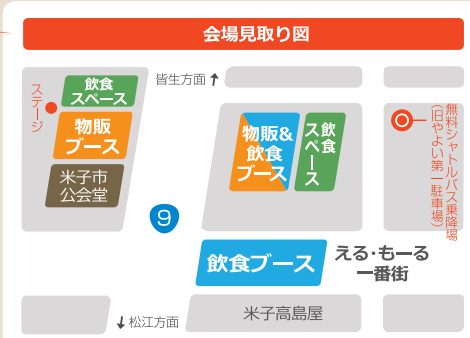 会場見取り図
ステージ
飲食
スペース
物販
ブース
米子市
公会堂
皆生方面
物販&
飲食
ブース
飲食
スペース
無料シャトルバス乗降場
(旧やよい第一駐車場)
9
飲食ブース
える･もーる
一番街
松江方面
米子高島屋